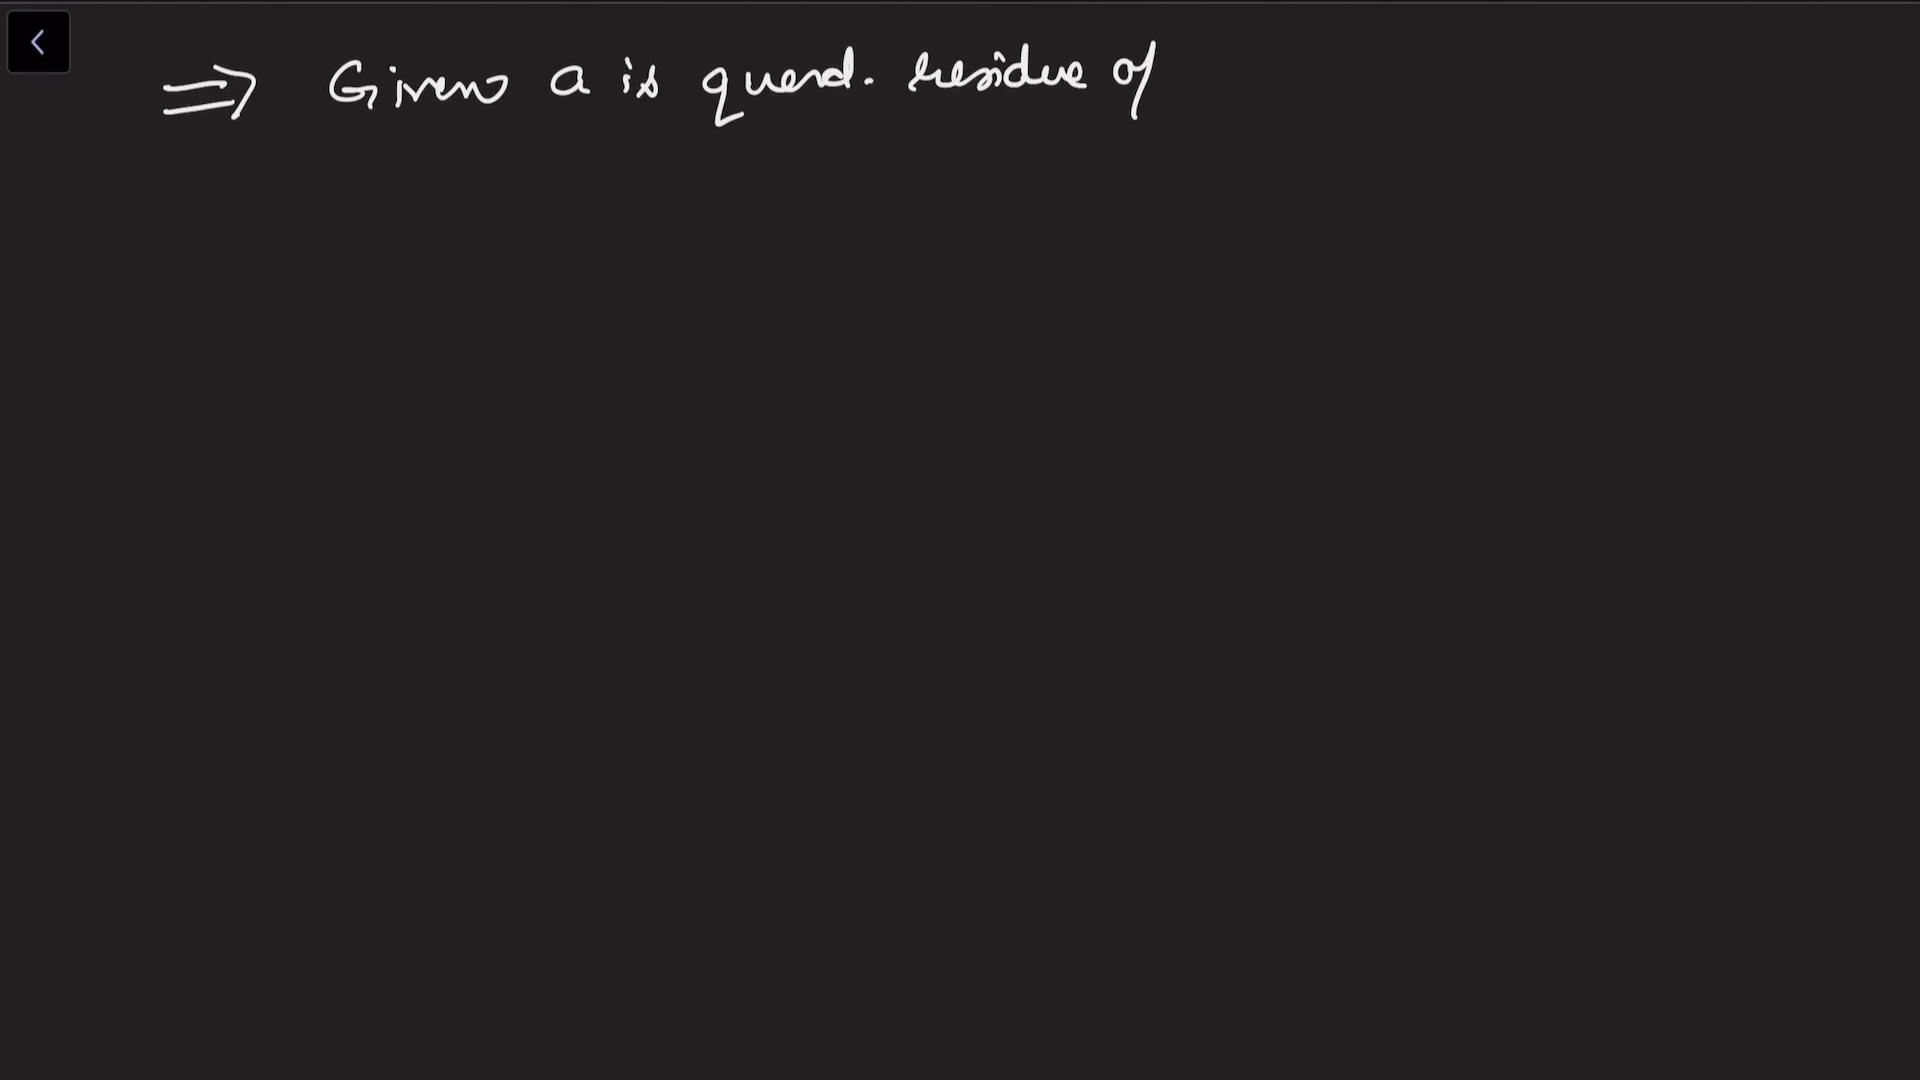 ⇒ Given a is quad. residue of